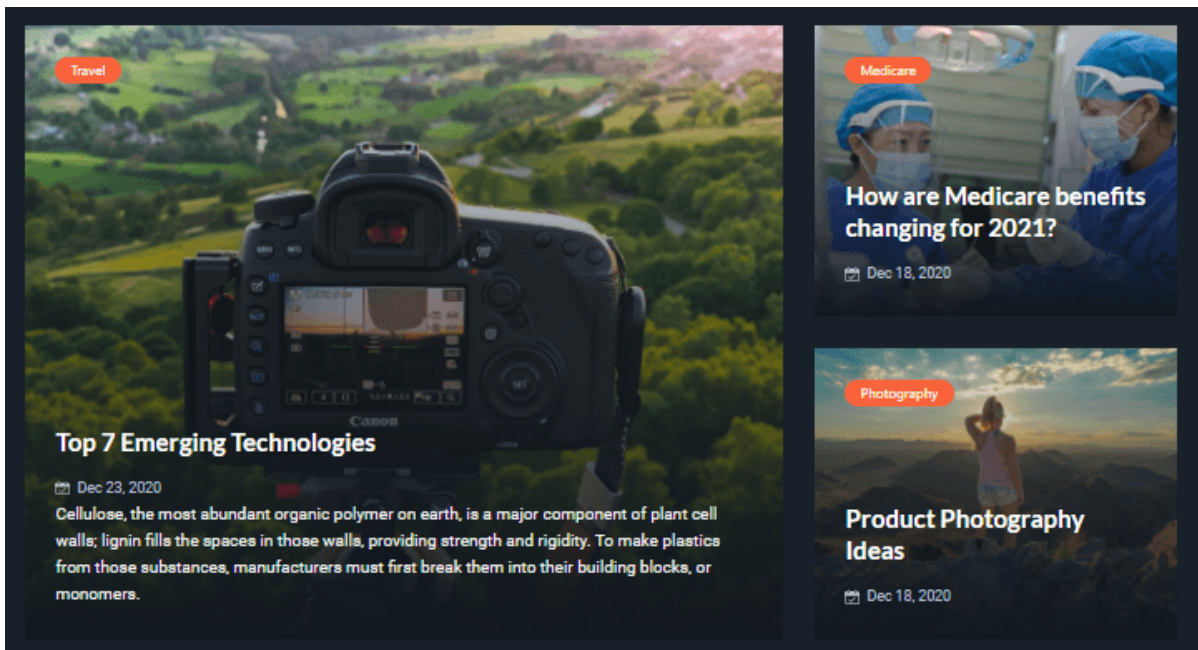 Travel
Canon
Top 7 Emerging Technologies
Dec 23, 2020
Cellulose, the most abundant organic polymer on earth, is a major component of plant cell
walls; lignin fills the spaces in those walls, providing strength and rigidity. To make plastics
from those substances, manufacturers must first break them into their building blocks, or
monomers.
Medicare
How are Medicare benefits
changing for 2021?
Dec 18, 2020
Photography
Product Photography
Ideas
Dec 18, 2020